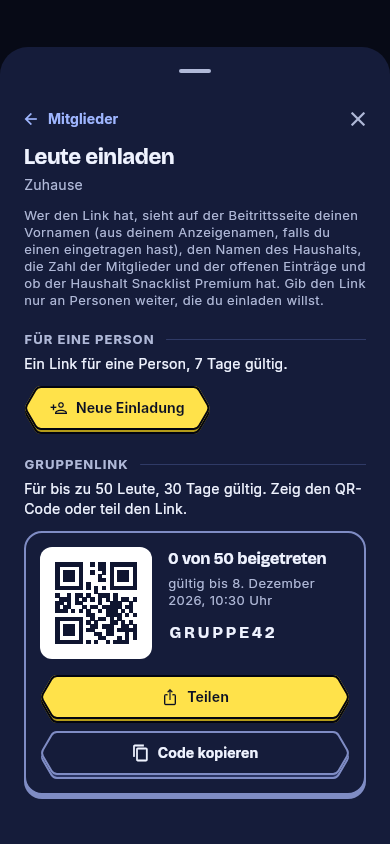 Mitglieder
Leute einladen
Zuhause
Wer den Link hat, sieht auf der Beitrittsseite deinen
Vornamen (aus deinem Anzeigenamen, falls du
einen eingetragen hast), den Namen des Haushalts,
die Zahl der Mitglieder und der offenen Einträge und
ob der Haushalt Snacklist Premium hat. Gib den Link
nur an Personen weiter, die du einladen willst.
FÜR EINE PERSON
Ein Link für eine Person, 7 Tage gültig.
Neue Einladung
GRUPPENLINK
Für bis zu 50 Leute, 30 Tage gültig. Zeig den QR-
Code oder teil den Link.
0 von 50 beigetreten
gültig bis 8. Dezember
2026, 10:30 Uhr
GRUPPE42
Teilen
Code kopieren